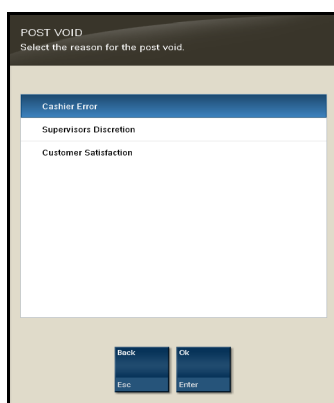 POST VOID
Select the reason for the post void.
Cashier Error
Supervisors Discretion
Customer Satisfaction
Back Ok
Esc Enter